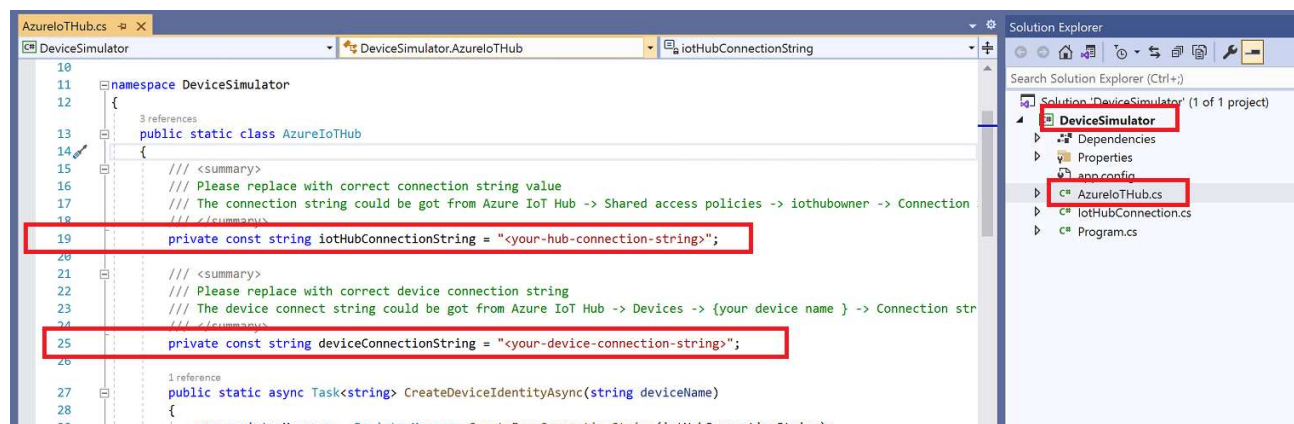 AzureIoTHub.cs
DeviceSimulator
DeviceSimulator.AzureIoTHub
iotHubConnectionString
10
11 namespace DeviceSimulator
12 {
3 references
13 public static class AzureIoTHub
14 {
15 /// <summary>
16 /// Please replace with correct connection string value
17 /// The connection string could be got from Azure IoT Hub -> Shared access policies -> iothubowner -> Connection
18 /// </summary>
19 private const string iotHubConnectionString = "<your-hub-connection-string>";
20
21 /// <summary>
22 /// Please replace with correct device connection string
23 /// The device connect string could be got from Azure IoT Hub -> Devices -> {your device name } -> Connection str
24 /// </summary>
25 private const string deviceConnectionString = "<your-device-connection-string>";
26
1 reference
27 public static async Task<string> CreateDeviceIdentityAsync(string deviceName)
28 {
Solution Explorer
Search Solution Explorer (Ctrl+;)
Solution 'DeviceSimulator' (1 of 1 project)
DeviceSimulator
Dependencies
Properties
app.config
C# AzureIoTHub.cs
C# IotHubConnection.cs
C# Program.cs